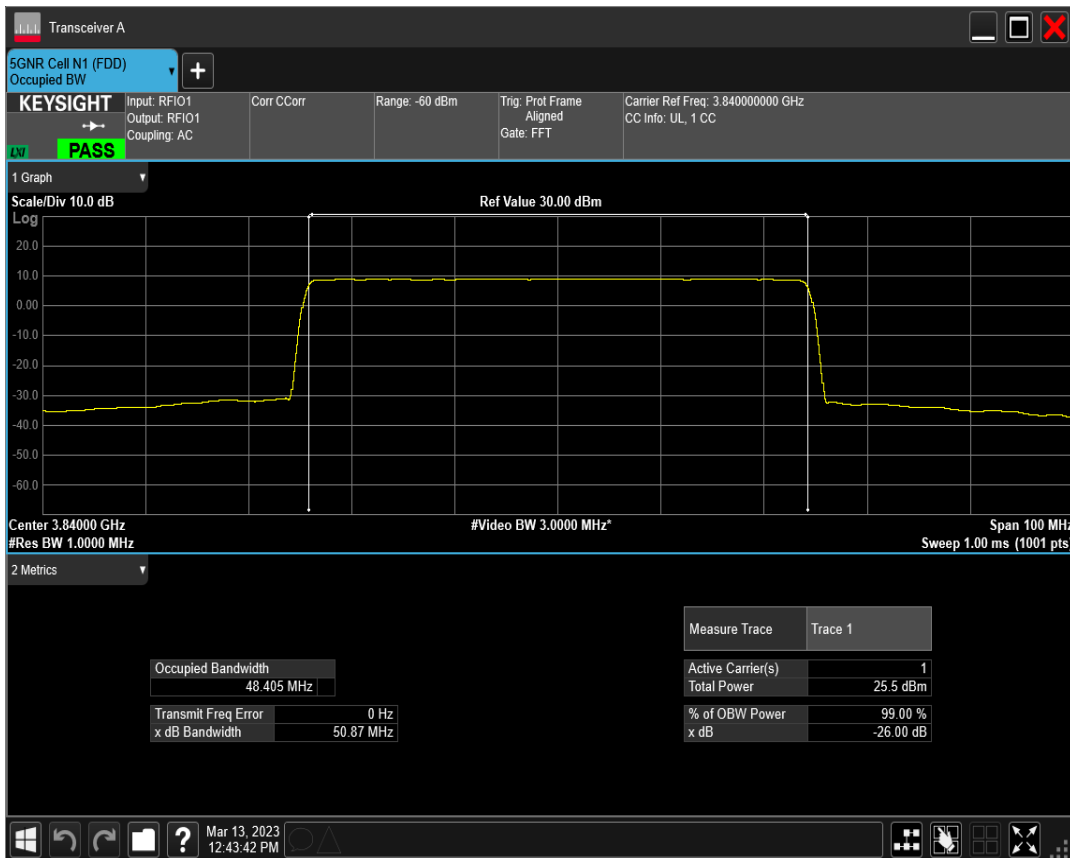 Transceiver A
5GNR Cell N1 (FDD)
Occupied BW
+
KEYSIGHT
LXI
PASS
Input: RFIO1
Output: RFIO1
Coupling: AC
Corr CCorr
Range: -60 dBm
Trig: Prot Frame
Aligned
Gate: FFT
Carrier Ref Freq: 3.840000000 GHz
CC Info: UL, 1 CC
1 Graph
Scale/Div 10.0 dB
Ref Value 30.00 dBm
Log
20.0
10.0
0.00
-10.0
-20.0
-30.0
-40.0
-50.0
-60.0
Center 3.84000 GHz
#Video BW 3.0000 MHz*
Span 100 MHz
#Res BW 1.0000 MHz
Sweep 1.00 ms (1001 pts)
2 Metrics
Measure Trace Trace 1
Occupied Bandwidth
48.405 MHz
Active Carrier(s) 1
Total Power 25.5 dBm
Transmit Freq Error 0 Hz
x dB Bandwidth 50.87 MHz
% of OBW Power 99.00 %
x dB -26.00 dB
?
Mar 13, 2023
12:43:42 PM